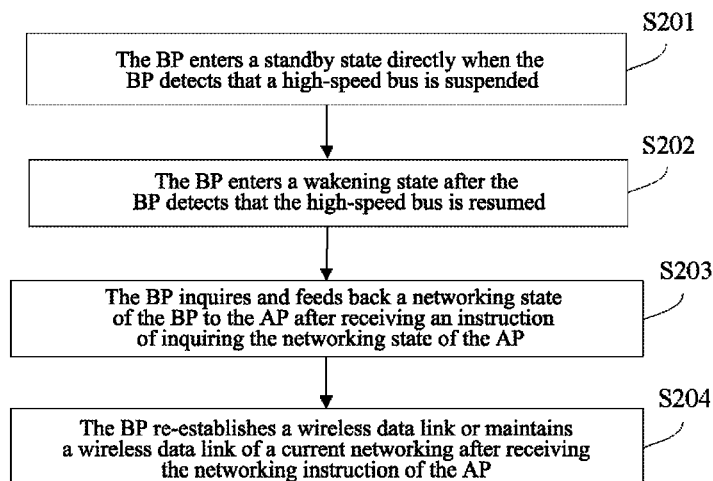 S201
The BP enters a standby state directly when the
BP detects that a high-speed bus is suspended
S202
The BP enters a wakening state after the
BP detects that the high-speed bus is resumed
S203
The BP inquires and feeds back a networking state
of the BP to the AP after receiving an instruction
of inquiring the networking state of the AP
S204
The BP re-establishes a wireless data link or maintains
a wireless data link of a current networking after receiving
the networking instruction of the AP